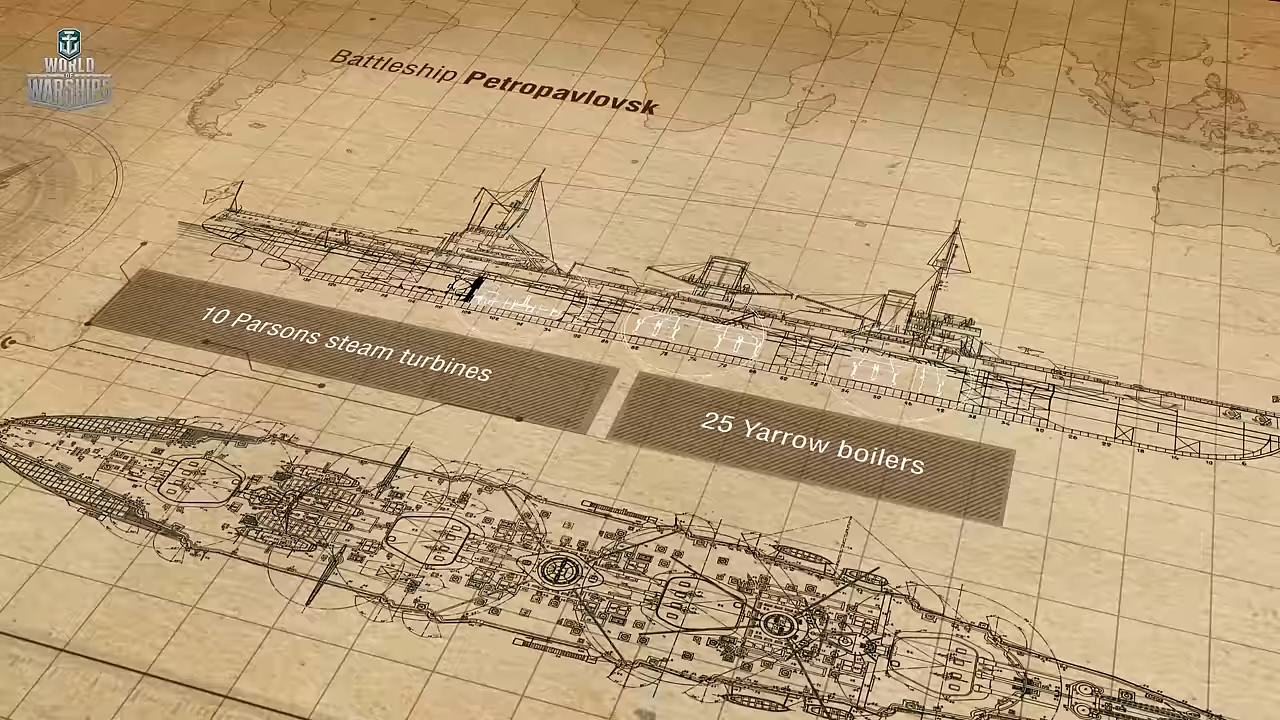 WORLD
OF
WARSHIPS
Battleship Petropavlovsk
10 Parsons steam turbines
25 Yarrow boilers